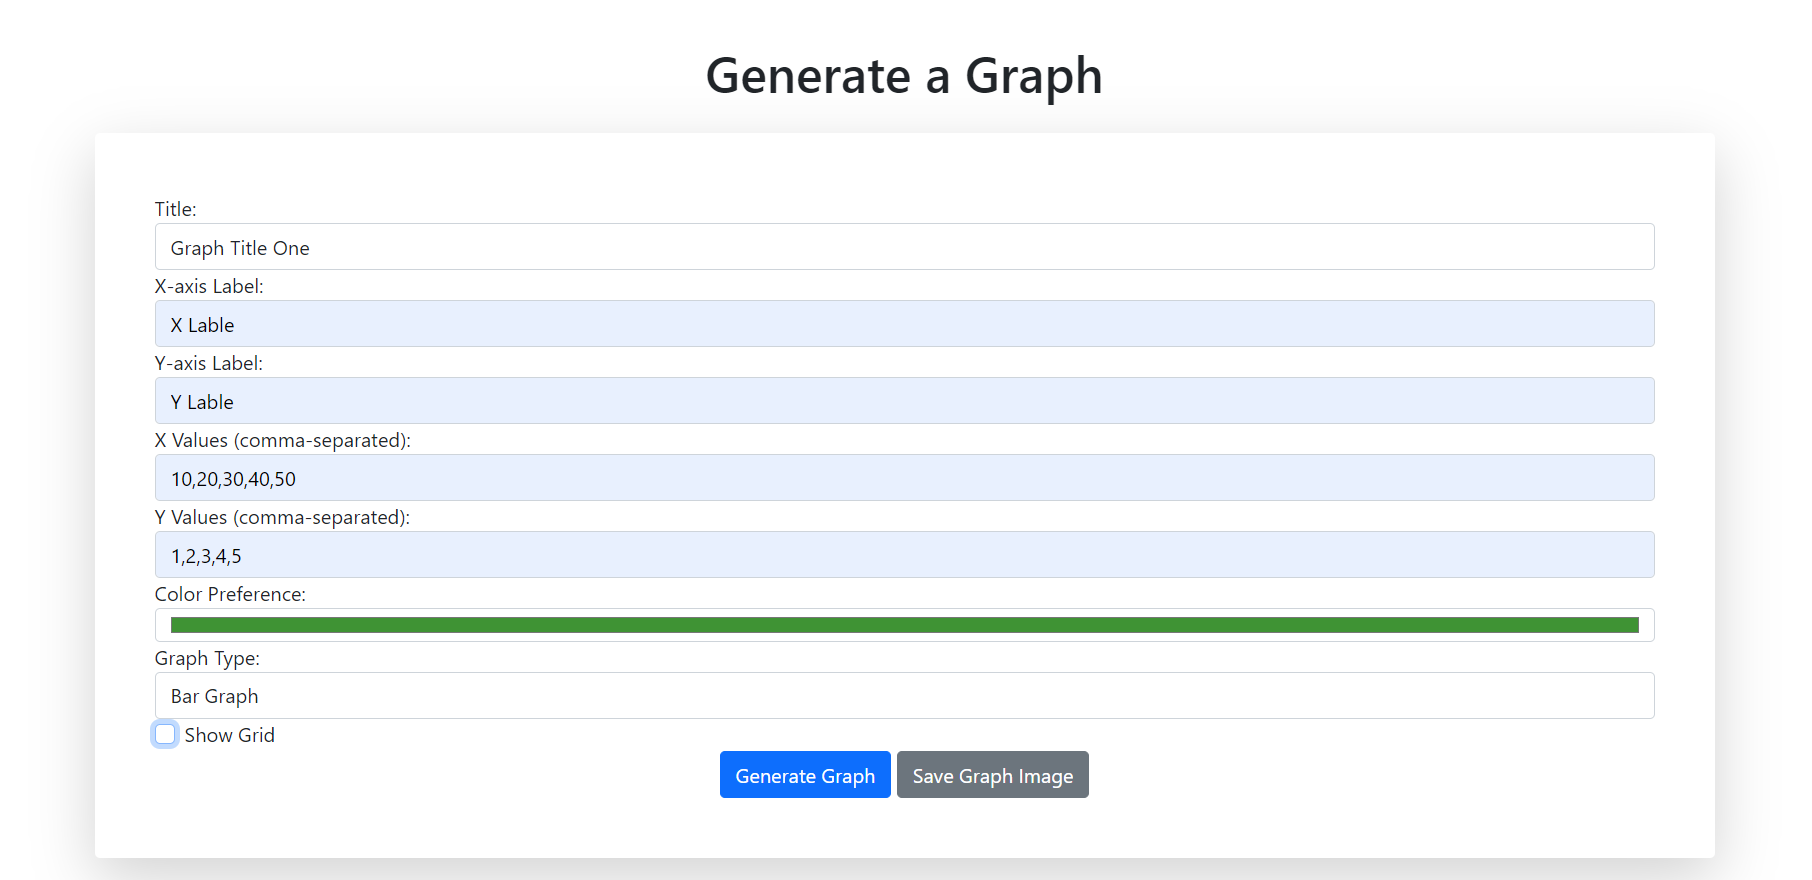 Generate a Graph
Title:
Graph Title One
X-axis Label:
X Lable
Y-axis Label:
Y Lable
X Values (comma-separated):
10,20,30,40,50
Y Values (comma-separated):
1,2,3,4,5
Color Preference:
Graph Type:
Bar Graph
Show Grid
Generate Graph Save Graph Image